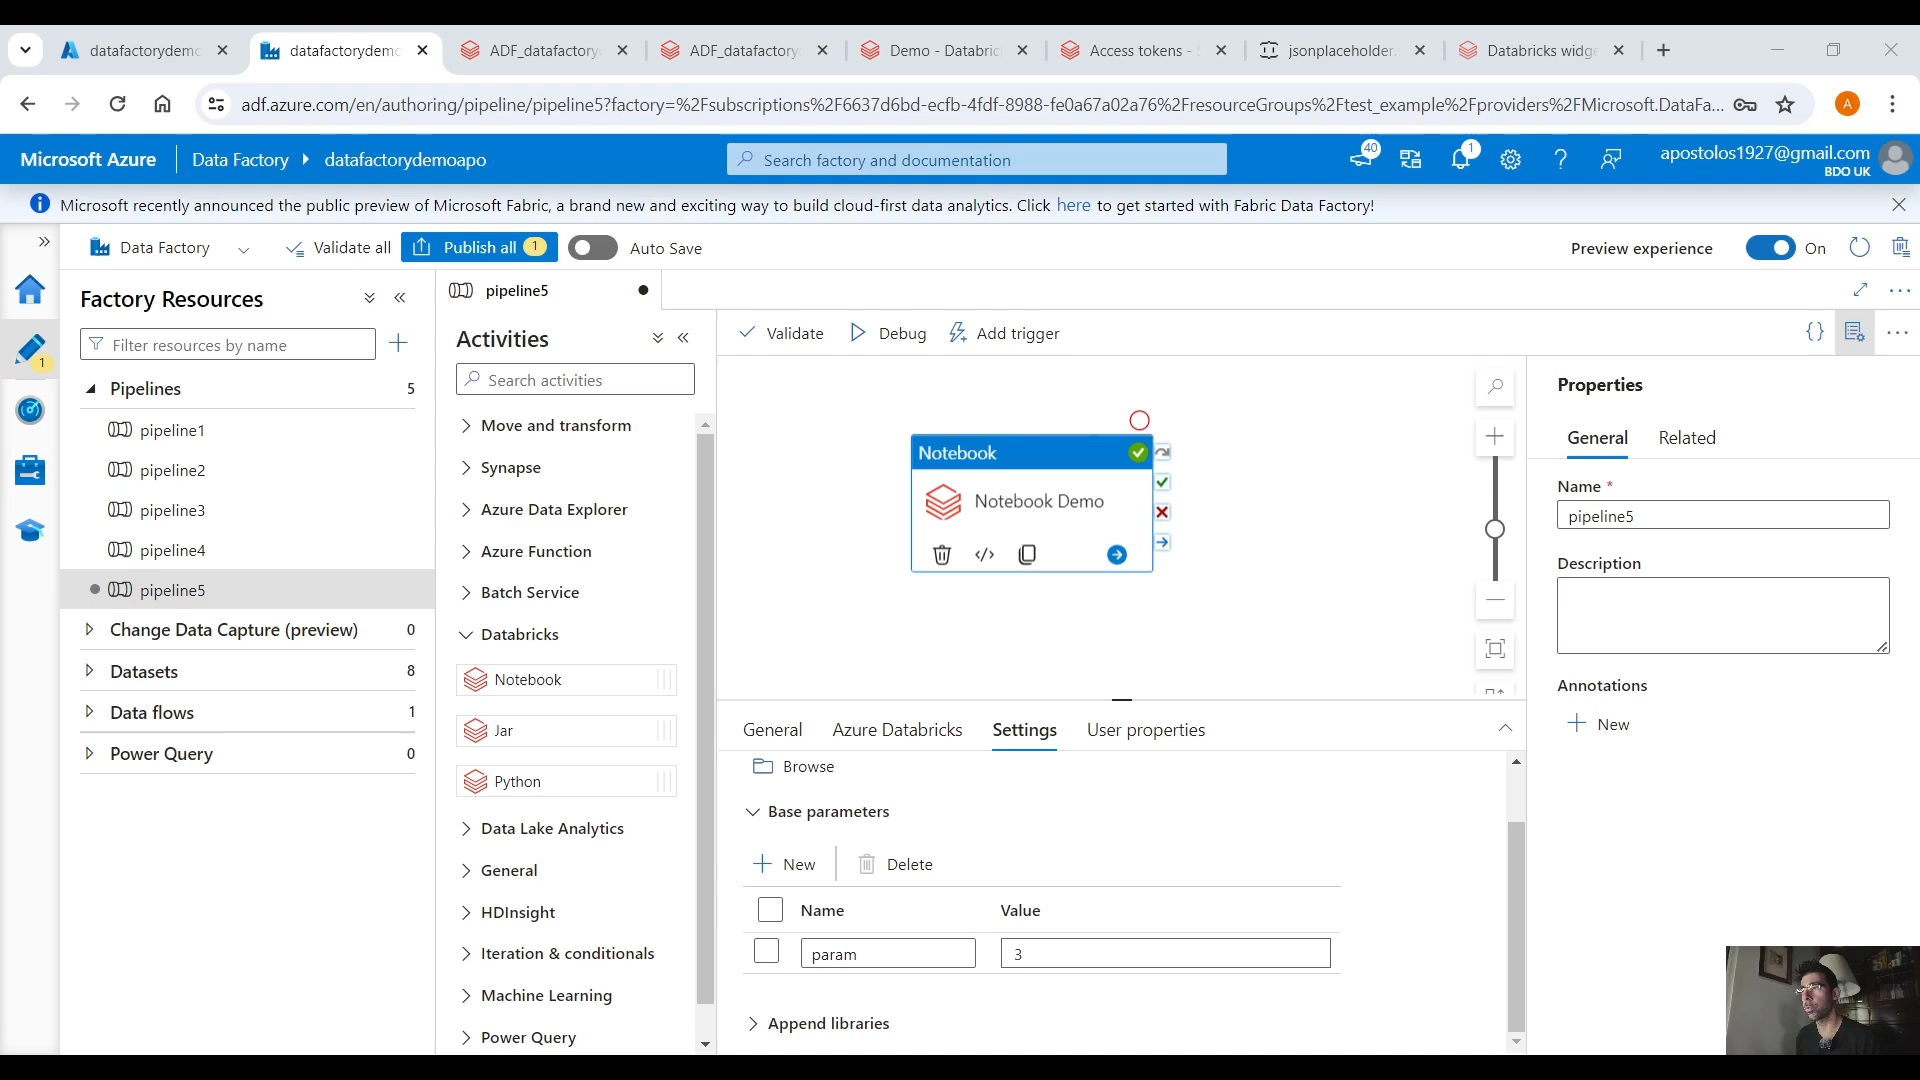 datafactorydemo
datafactorydemo
ADF_datafactory
ADF_datafactory
Demo - Databric
Access tokens -
jsonplaceholder.
Databricks widge
adf.azure.com/en/authoring/pipeline/pipeline5?factory=%2Fsubscriptions%2F6637d6bd-ecfb-4fdf-8988-fe0a67a02a76%2FresourceGroups%2Ftest_example%2Fproviders%2FMicrosoft.DataFa...
A
Microsoft Azure
Data Factory
datafactorydemoapo
Search factory and documentation
40
1
apostolos1927@gmail.com
BDO UK
Microsoft recently announced the public preview of Microsoft Fabric, a brand new and exciting way to build cloud-first data analytics. Click here to get started with Fabric Data Factory!
Data Factory
Validate all
Publish all 1
Auto Save
Preview experience
On
1
Factory Resources
Filter resources by name
Pipelines 5
pipeline1
pipeline2
pipeline3
pipeline4
pipeline5
Change Data Capture (preview) 0
Datasets 8
Data flows 1
Power Query 0
pipeline5
Activities
Search activities
Move and transform
Synapse
Azure Data Explorer
Azure Function
Batch Service
Databricks
Notebook
Jar
Python
Data Lake Analytics
General
HDInsight
Iteration & conditionals
Machine Learning
Power Query
Validate
Debug
Add trigger
Notebook
Notebook Demo
General
Azure Databricks
Settings
User properties
Browse
Base parameters
New
Delete
Name Value
param 3
Append libraries
Properties
General
Related
Name *
pipeline5
Description
Annotations
New